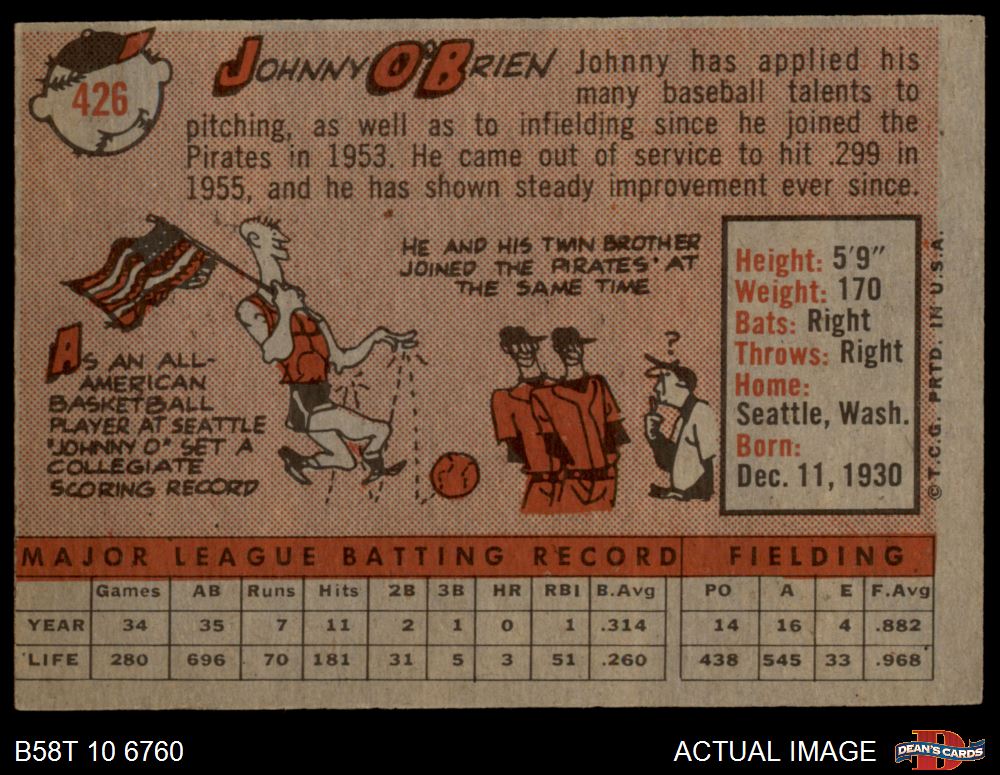 426
JOHNNY O'BRIEN
Johnny has applied his
many baseball talents to
pitching, as well as to infielding since he joined the
Pirates in 1953. He came out of service to hit .299 in
1955, and he has shown steady improvement ever since.
AS AN ALL-
AMERICAN
BASKETBALL
PLAYER AT SEATTLE
"JOHNNY O" SET A
COLLEGIATE
SCORING RECORD
HE AND HIS TWIN BROTHER
JOINED THE PIRATES' AT
THE SAME TIME
?
Height: 5'9"
Weight: 170
Bats: Right
Throws: Right
Home:
Seattle, Wash.
Born:
Dec. 11, 1930
© T.C.G. PRTD. IN U.S.A.
MAJOR LEAGUE BATTING RECORD FIELDING
Games AB Runs Hits 2B 3B HR RBI B.Avg PO A E F.Avg
YEAR 34 35 7 11 2 1 0 1 .314 14 16 4 .882
LIFE 280 696 70 181 31 5 3 51 .260 438 545 33 .968
B58T 10 6760
ACTUAL IMAGE
D
DEAN'S CARDS